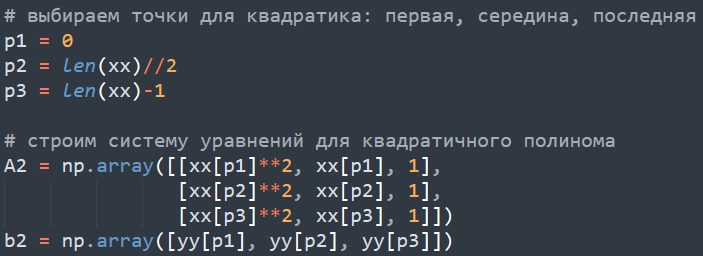 # выбираем точки для квадратика: первая, середина, последняя
p1 = 0
p2 = len(xx)//2
p3 = len(xx)-1
# строим систему уравнений для квадратичного полинома
A2 = np.array([[xx[p1]**2, xx[p1], 1],
[xx[p2]**2, xx[p2], 1],
[xx[p3]**2, xx[p3], 1]])
b2 = np.array([yy[p1], yy[p2], yy[p3]])